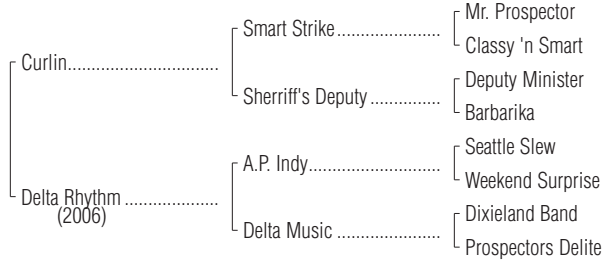 Mr. Prospector
Smart Strike......................
Classy 'n Smart
Curlin................................
Deputy Minister
Sherriff's Deputy ...............
Barbarika
Seattle Slew
A.P. Indy............................
Weekend Surprise
Delta Rhythm ....................
(2006)
Dixieland Band
Delta Music ......................
Prospectors Delite